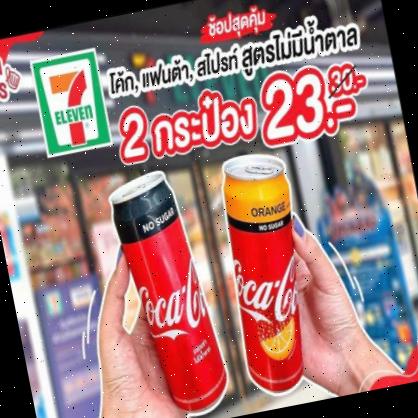 ช้อปสุดคุ้ม
โค้ก, แฟนต้า, สไปรท์ สูตรไม่มีน้ำตาล
7
ELEVEN
2 กระป๋อง 23.-
NO SUGAR
Coca-Co
ORANGE
NO SUGAR
Coca-Co